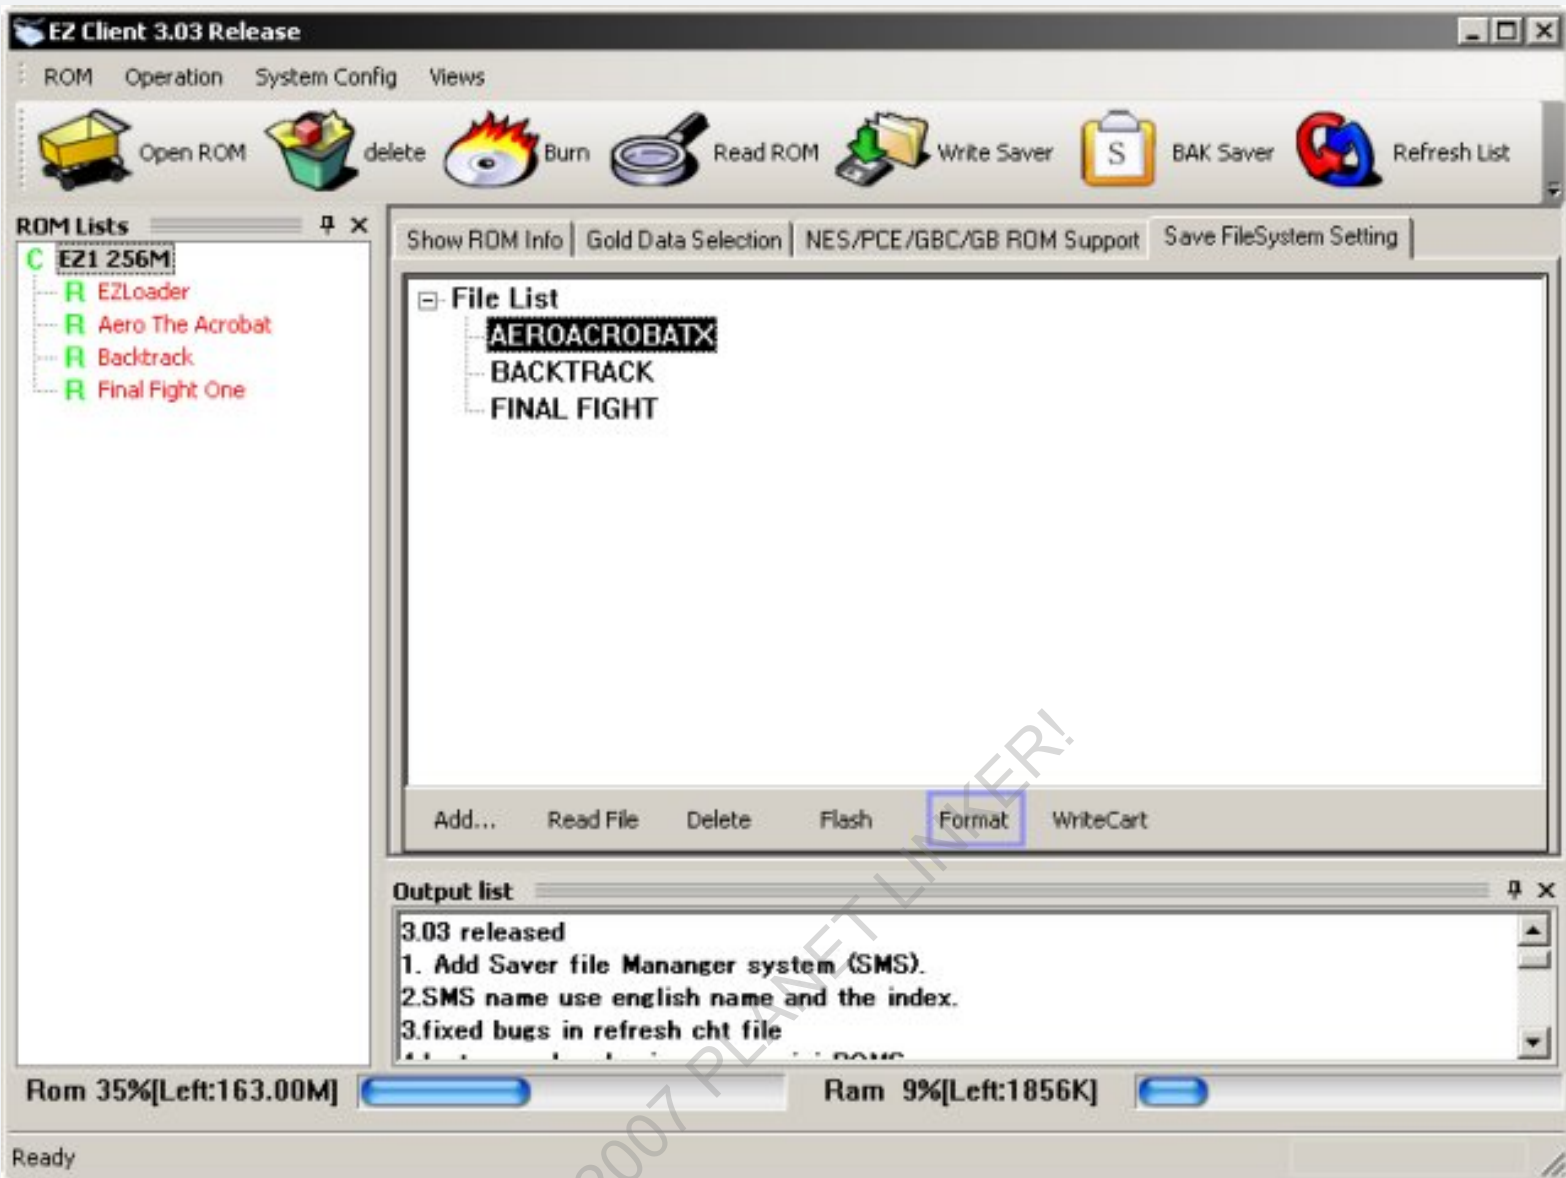 EZ Client 3.03 Release
ROM Operation System Config Views
Open ROM delete Burn Read ROM Write Saver S BAK Saver Refresh List
ROM Lists
C EZ1 256M
R EZLoader
R Aero The Acrobat
R Backtrack
R Final Fight One
Show ROM Info Gold Data Selection NES/PCE/GBC/GB ROM Support Save FileSystem Setting
File List
AEROACROBATX
BACKTRACK
FINAL FIGHT
Add... Read File Delete Flash Format WriteCart
Output list
3.03 released
1. Add Saver file Mananger system (SMS).
2.SMS name use english name and the index.
3.fixed bugs in refresh cht file
Rom 35%[Left:163.00M] Ram 9%[Left:1856K]
Ready
2007 PLANET LINKER!